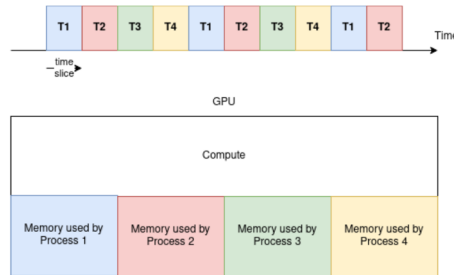 T1 T2 T3 T4 T1 T2 T3 T4 T1 T2
Time
time
slice
GPU
Compute
Memory used by Process 1
Memory used by Process 2
Memory used by Process 3
Memory used by Process 4